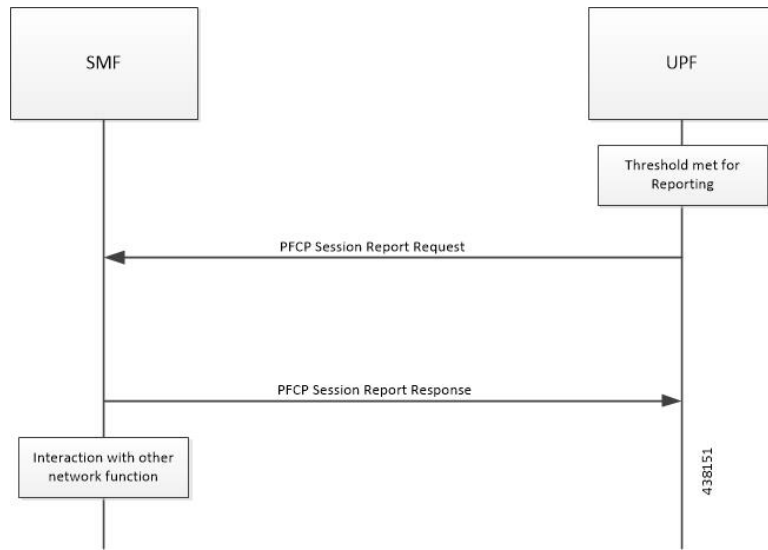 SMF
UPF
Threshold met for
Reporting
PFCP Session Report Request
PFCP Session Report Response
Interaction with other
network function
438151